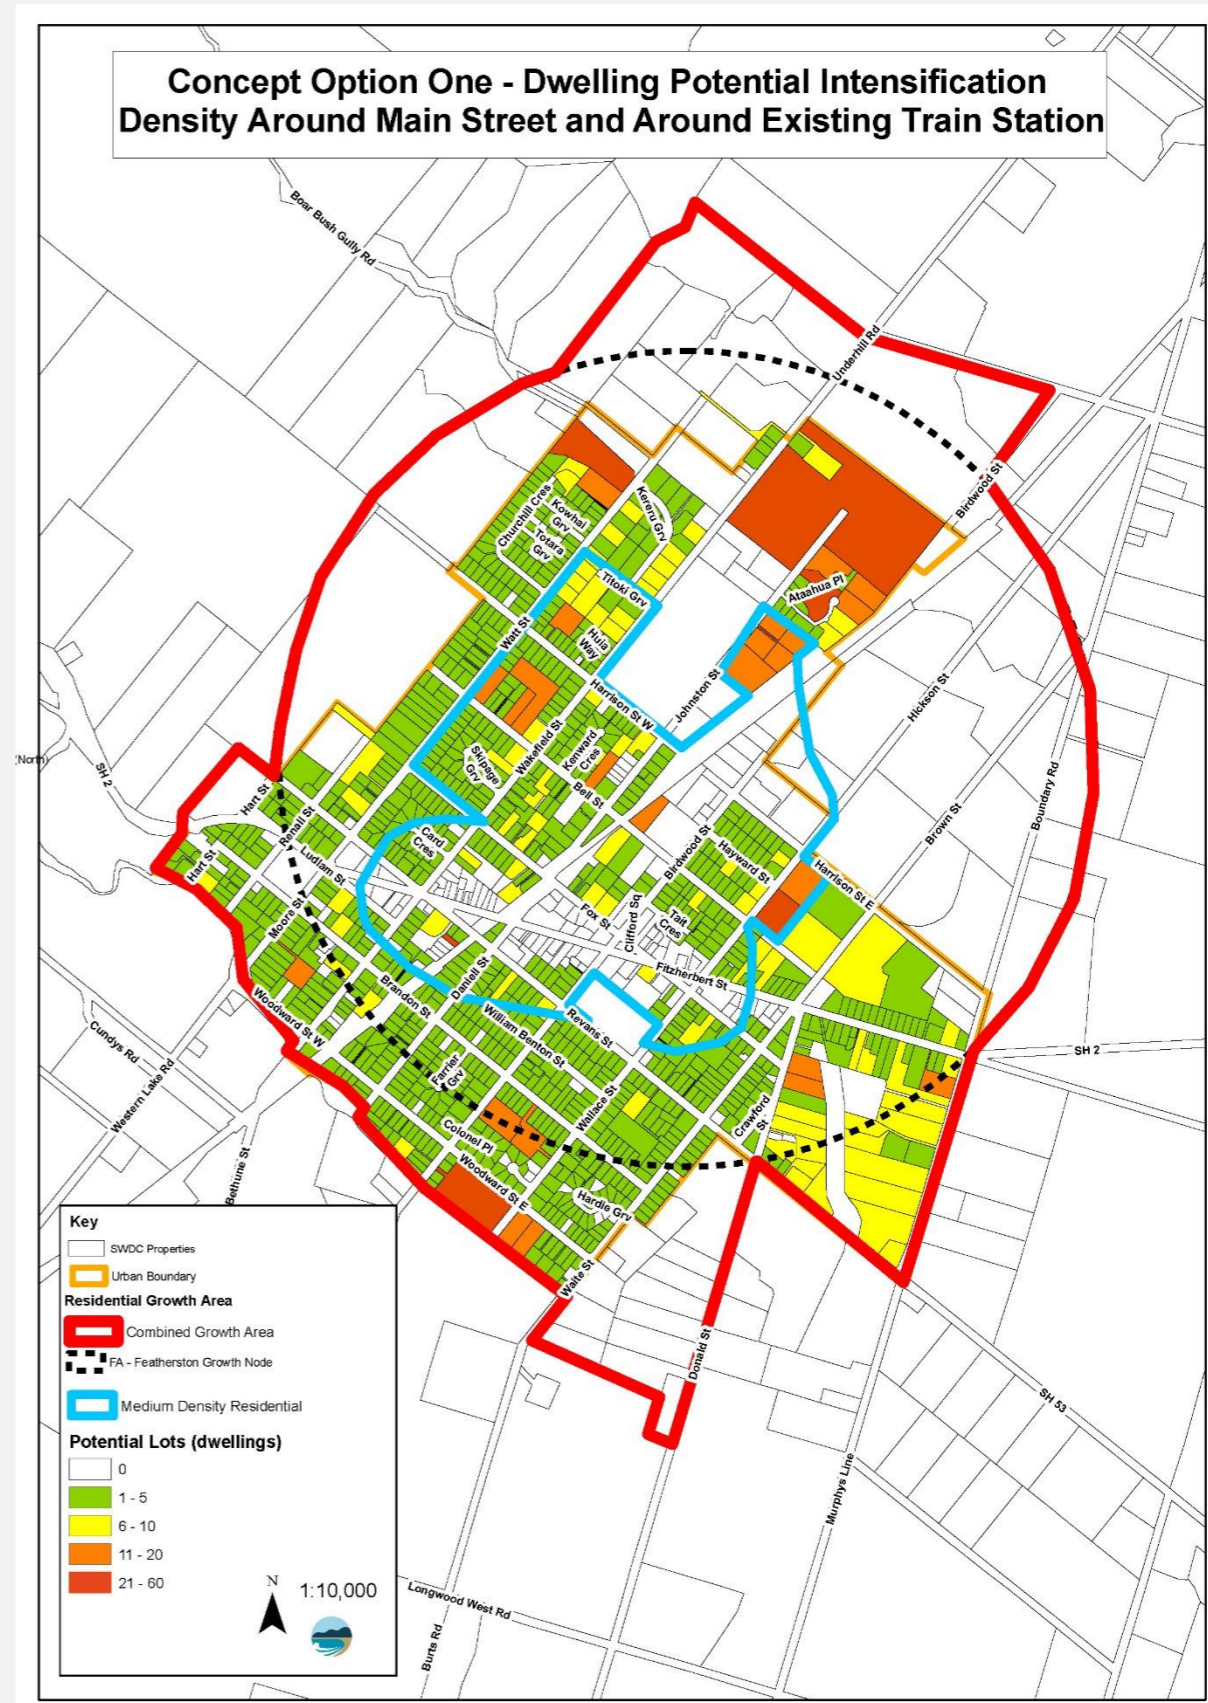 Concept Option One - Dwelling Potential Intensification
Density Around Main Street and Around Existing Train Station
Boar Bush Gully Rd
Underhill Rd
Birdwood St
Churchill Cres
Kowhai Grv
Totara Grv
Kereru Grv
Titoki Grv
Ataahua Pl
Watt St
Huia Way
Harrison St W
Johnston St
Hickson St
Wakefield St
Kenward Cres
Skipage Grv
Bell St
(North)
SH 2
Hart St
Renall St
Boundary Rd
Brown St
Card Cres
Birdwood St
Hayward St
Harrison St E
Hart St
Ludlam St
Moore St
Fox St
Clifford Sq
Tait Cres
Fitzherbert St
Daniell St
Brandon St
Woodward St W
William Benton St
Revans St
Cundys Rd
Western Lake Rd
SH 2
Farrier Grv
Wallace St
Crawford St
Colonel Pl
Woodward St E
Hardie Grv
Bethune St
Waite St
Donald St
SH 53
Murphys Line
Longwood West Rd
Burts Rd
Key
SWDC Properties
Urban Boundary
Residential Growth Area
Combined Growth Area
FA - Featherston Growth Node
Medium Density Residential
Potential Lots (dwellings)
0
1 - 5
6 - 10
11 - 20
21 - 60
N
1:10,000